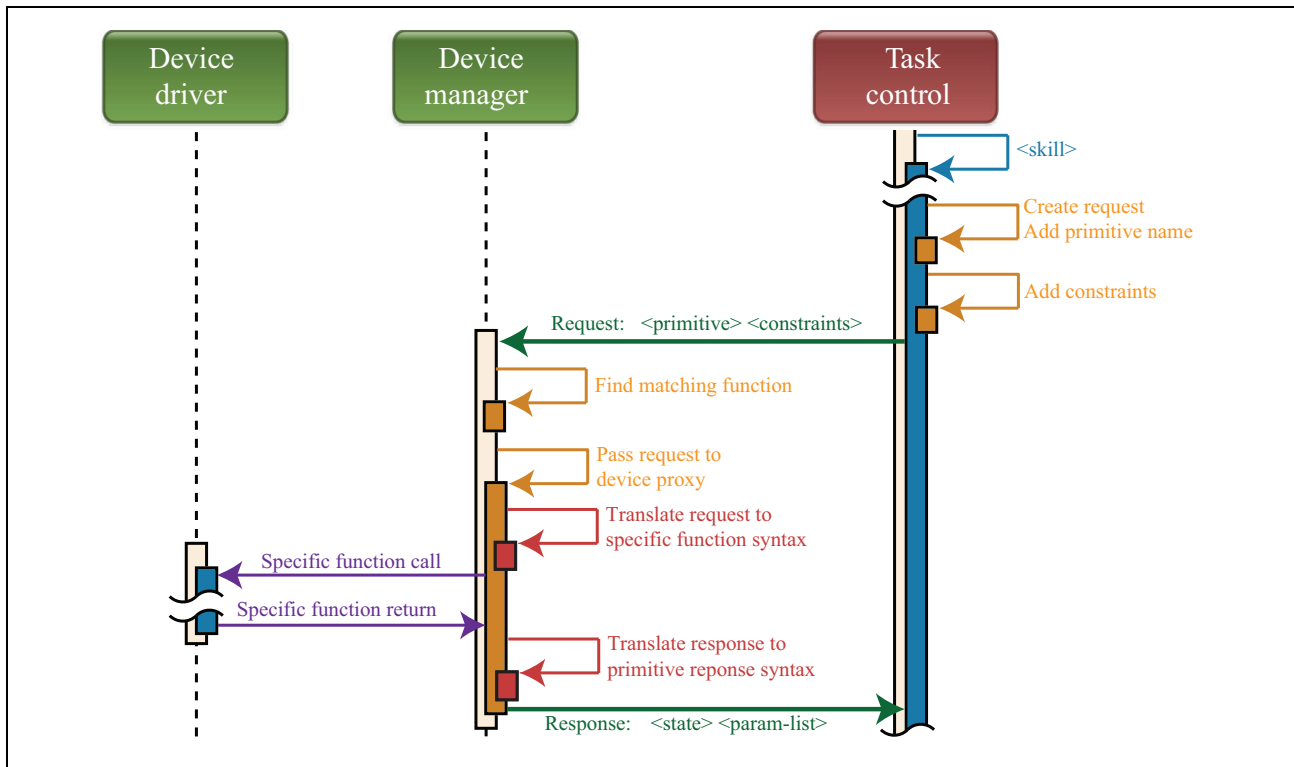 Device
driver
Device
manager
Task
control
<skill>
Create request
Add primitive name
Add constraints
Request: <primitive> <constraints>
Find matching function
Pass request to
device proxy
Translate request to
specific function syntax
Specific function call
Specific function return
Translate response to
primitive reponse syntax
Response: <state> <param-list>